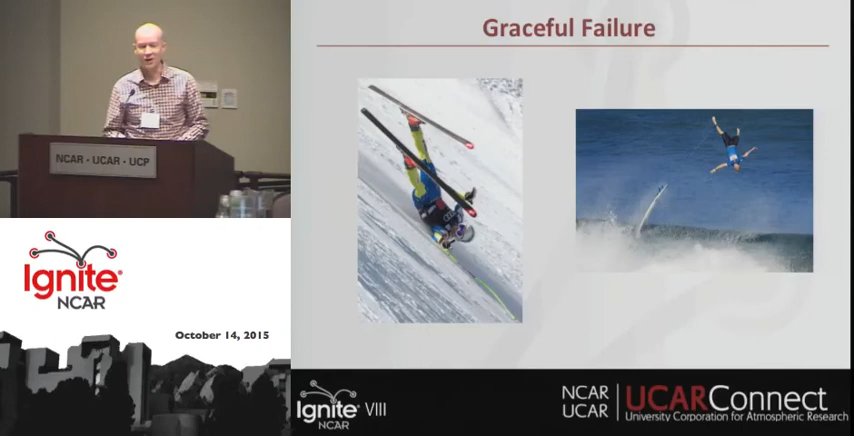 NCAR - UCAR - UCP
Ignite®
NCAR
October 14, 2015
Graceful Failure
Ignite® VIII
NCAR
NCAR
UCAR
UCARConnect
University Corporation for Atmospheric Research